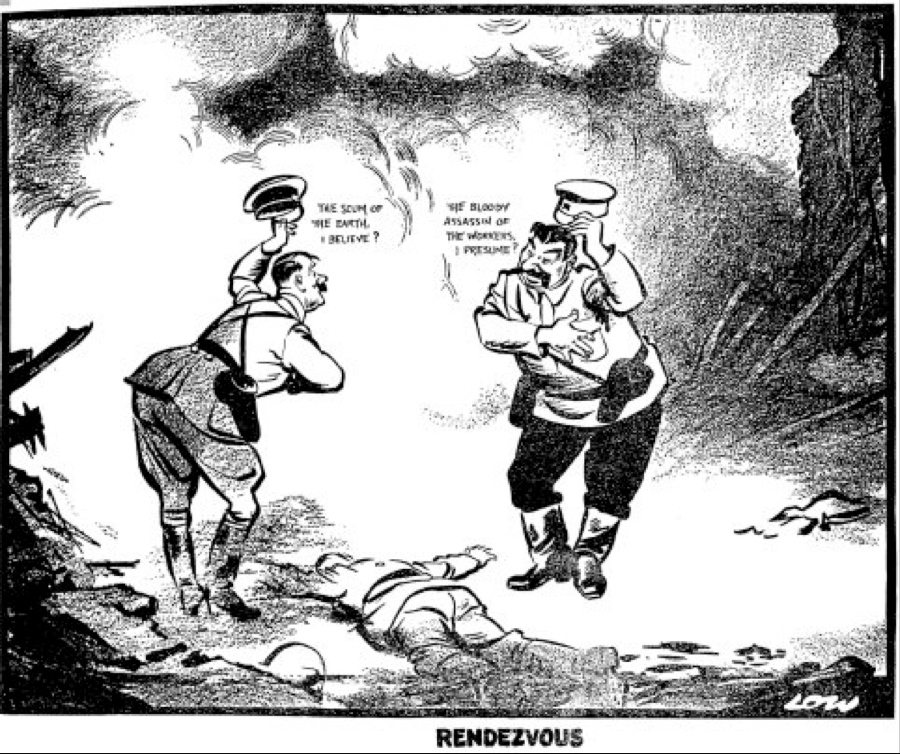 THE SCUM OF
THE EARTH,
I BELIEVE?
THE BLOODY
ASSASSIN OF
THE WORKERS,
I PRESUME?
LOW
RENDEZVOUS